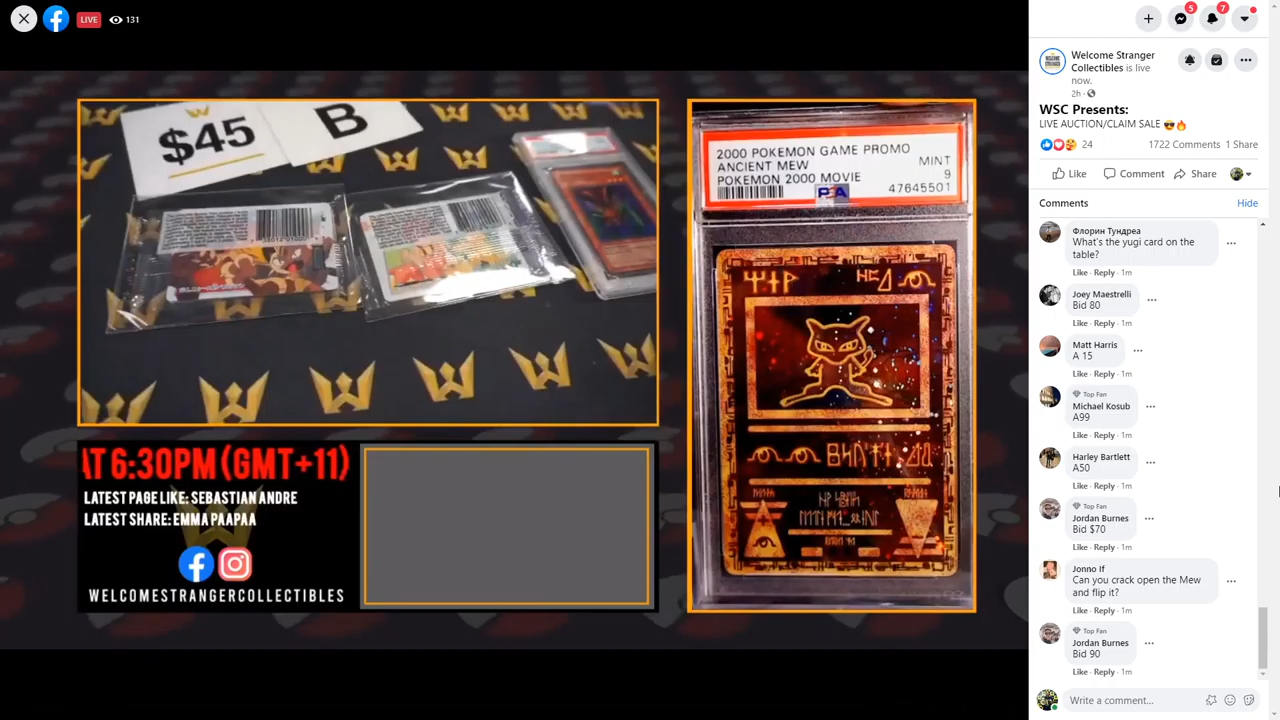 LIVE
131
$45
B
2000 POKEMON GAME PROMO
ANCIENT MEW
MINT
POKEMON 2000 MOVIE
9
47645501
PSA
\T 6:30PM (GMT+11)
LATEST PAGE LIKE: SEBASTIAN ANDRE
LATEST SHARE: EMMA PAAPAA
WELCOMESTRANGERCOLLECTIBLES
5
7
Welcome Stranger
Collectibles is live
now.
2h ·
WSC Presents:
LIVE AUCTION/CLAIM SALE 😎🔥
24
1722 Comments 1 Share
Like
Comment
Share
Comments
Hide
Флорин Тундреа
What's the yugi card on the
table?
Like · Reply · 1m
Joey Maestrelli
Bid 80
Like · Reply · 1m
Matt Harris
A 15
Like · Reply · 1m
Top Fan
Michael Kosub
A99
Like · Reply · 1m
Harley Bartlett
A50
Like · Reply · 1m
Top Fan
Jordan Burnes
Bid $70
Like · Reply · 1m
Jonno If
Can you crack open the Mew
and flip it?
Like · Reply · 1m
Top Fan
Jordan Burnes
Bid 90
Like · Reply · 1m
Write a comment...